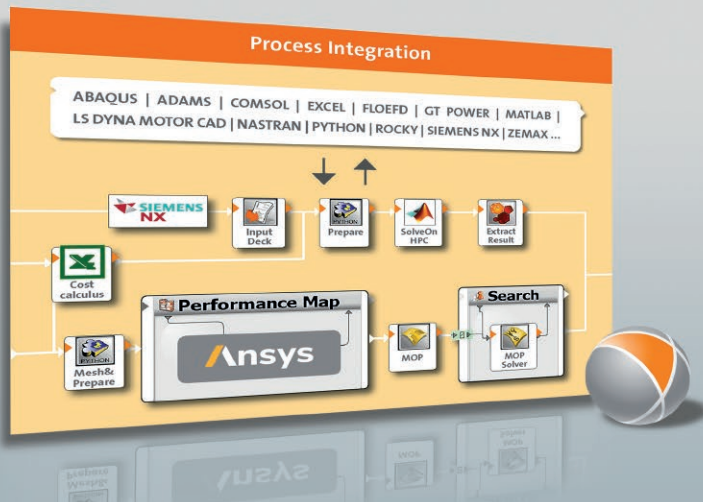 Process Integration
ABAQUS | ADAMS | COMSOL | EXCEL | FLOEFD | GT POWER | MATLAB |
LS DYNA MOTOR CAD | NASTRAN | PYTHON | ROCKY | SIEMENS NX | ZEMAX ...
SIEMENS
NX
Input
Deck
PYTHON
Prepare
SolveOn
HPC
Extract
Result
Cost
calculus
PYTHON
Mesh&
Prepare
Performance Map
Ansys
MOP
Search
MOP
Solver